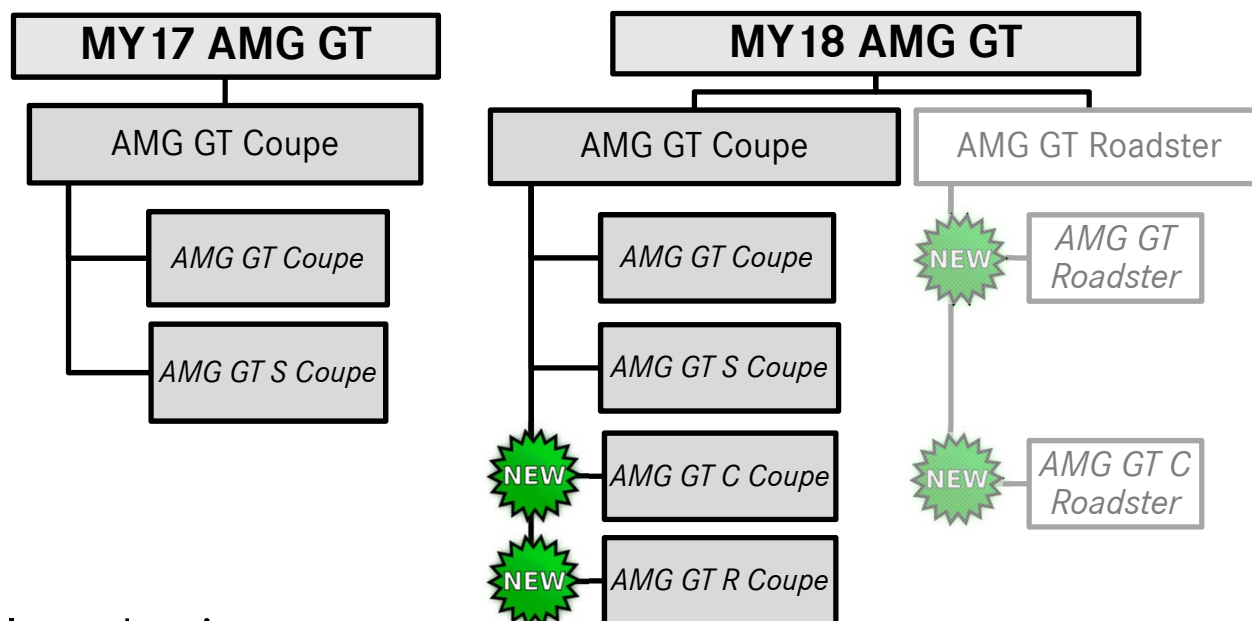 MY17 AMG GT
AMG GT Coupe
AMG GT Coupe
AMG GT S Coupe
MY18 AMG GT
AMG GT Coupe
AMG GT Coupe
AMG GT S Coupe
NEW
AMG GT C Coupe
NEW
AMG GT R Coupe
AMG GT Roadster
NEW
AMG GT
Roadster
NEW
AMG GT C
Roadster